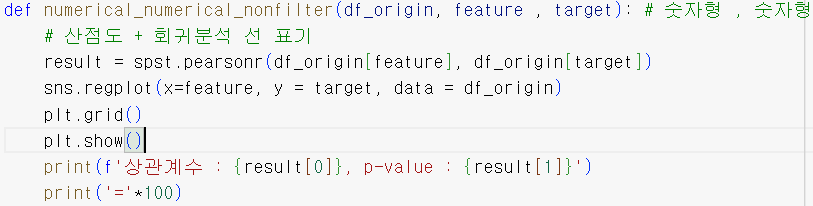 def numerical_numerical_nonfilter(df_origin, feature , target): # 숫자형 , 숫자형
# 산점도 + 회귀분석 선 표기
result = spst.pearsonr(df_origin[feature], df_origin[target])
sns.regplot(x=feature, y = target, data = df_origin)
plt.grid()
plt.show()
print(f'상관계수 : {result[0]}, p-value : {result[1]}')
print('='*100)